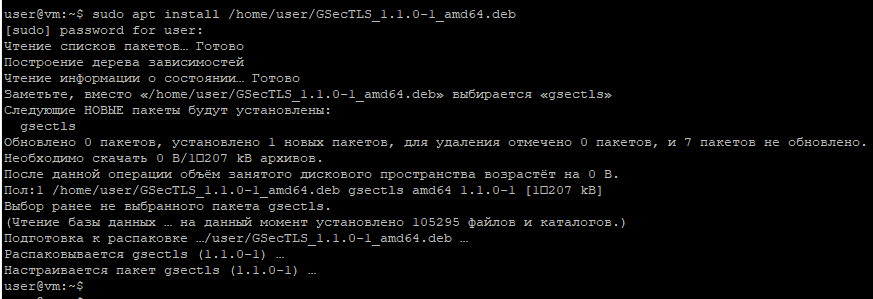 user@vm:~$ sudo apt install /home/user/GSecTLS_1.1.0-1_amd64.deb
[sudo] password for user:
Чтение списков пакетов… Готово
Построение дерева зависимостей
Чтение информации о состоянии… Готово
Заметьте, вместо «/home/user/GSecTLS_1.1.0-1_amd64.deb» выбирается «gsectls»
Следующие НОВЫЕ пакеты будут установлены:
  gsectls
Обновлено 0 пакетов, установлено 1 новых пакетов, для удаления отмечено 0 пакетов, и 7 пакетов не обновлено.
Необходимо скачать 0 B/1▯207 kB архивов.
После данной операции объём занятого дискового пространства возрастёт на 0 B.
Пол:1 /home/user/GSecTLS_1.1.0-1_amd64.deb gsectls amd64 1.1.0-1 [1▯207 kB]
Выбор ранее не выбранного пакета gsectls.
(Чтение базы данных … на данный момент установлено 105295 файлов и каталогов.)
Подготовка к распаковке …/user/GSecTLS_1.1.0-1_amd64.deb …
Распаковывается gsectls (1.1.0-1) …
Настраивается пакет gsectls (1.1.0-1) …
user@vm:~$